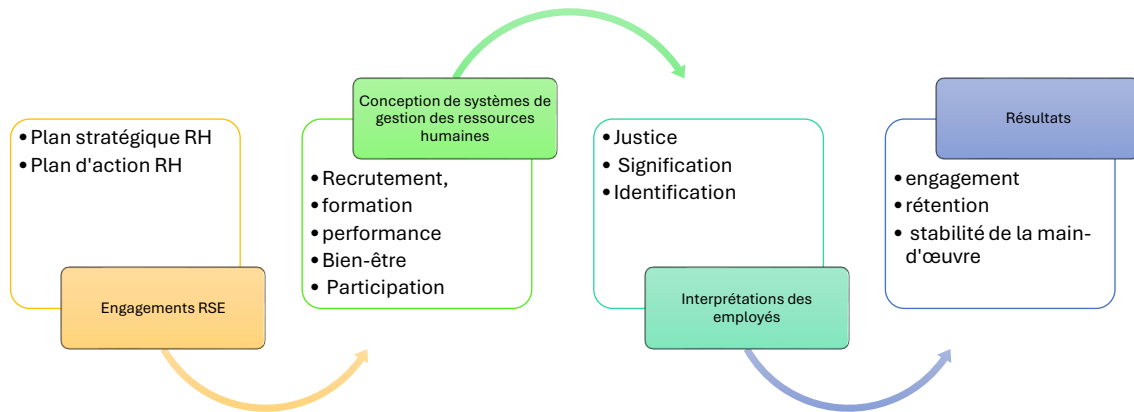 • Plan stratégique RH
• Plan d'action RH
Engagements RSE
Conception de systèmes de
gestion des ressources
humaines
• Recrutement,
• formation
• performance
• Bien-être
• Participation
• Justice
• Signification
• Identification
Interprétations des
employés
Résultats
• engagement
• rétention
• stabilité de la main-
d'œuvre